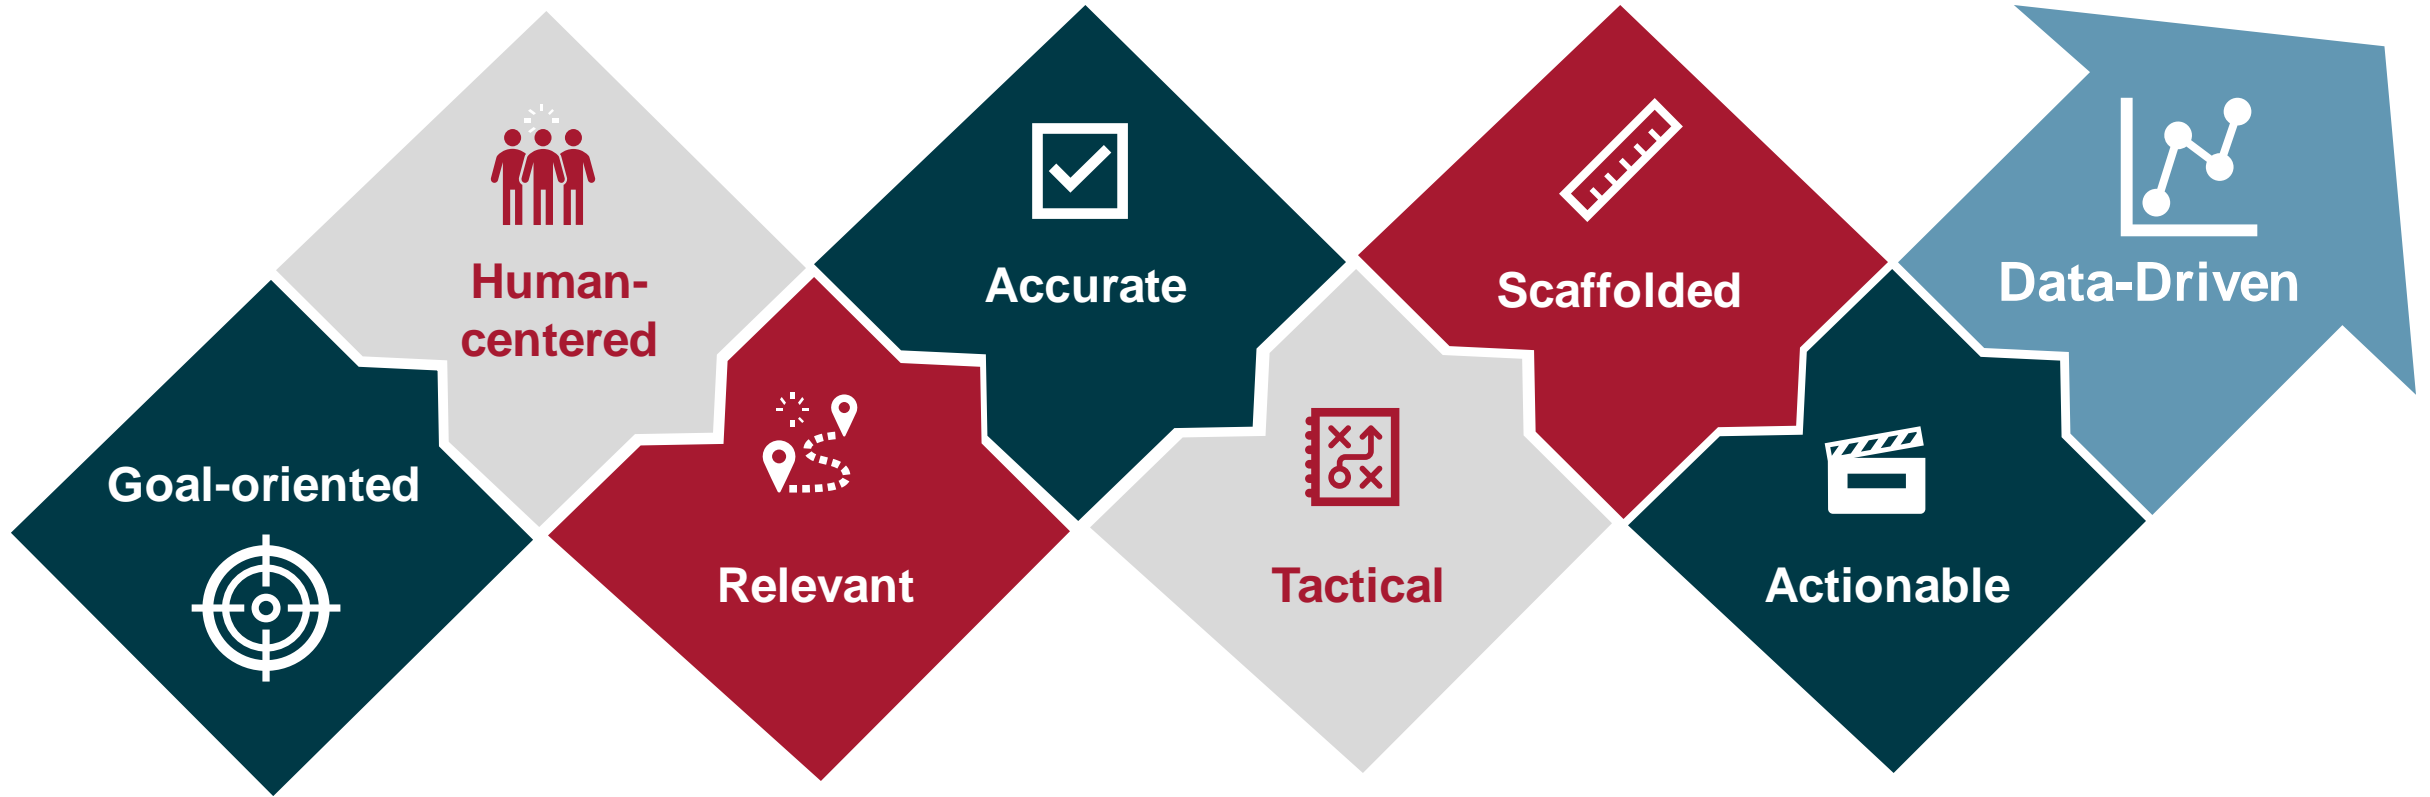 Goal-oriented
Human-
centered
Relevant
Accurate
Tactical
Scaffolded
Actionable
Data-Driven